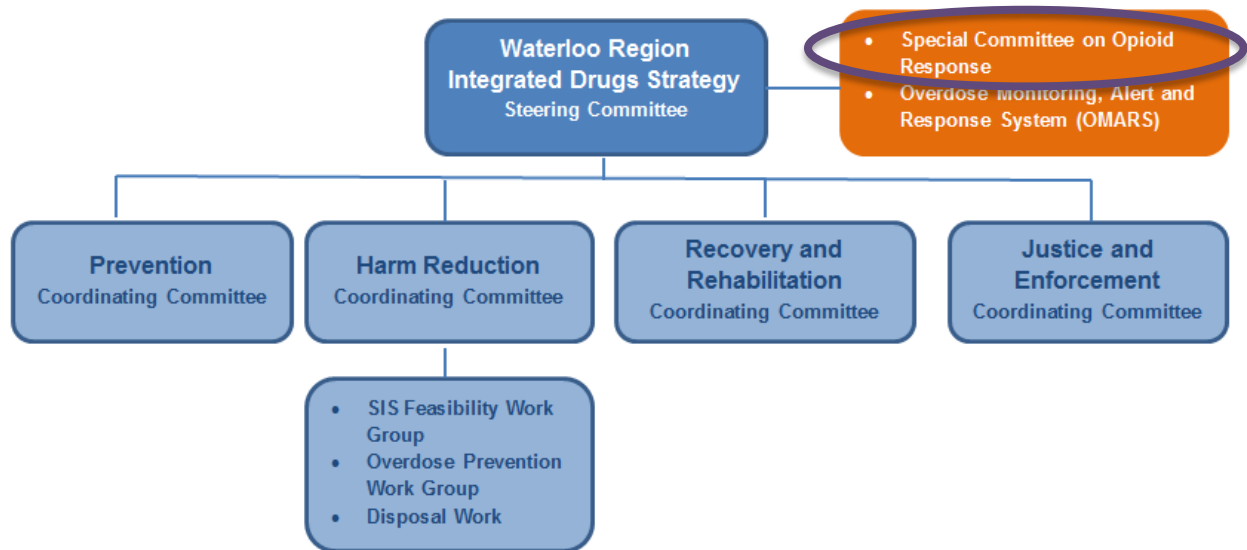 Waterloo Region
Integrated Drugs Strategy
Steering Committee
• Special Committee on Opioid
Response
• Overdose Monitoring, Alert and
Response System (OMARS)
Prevention
Coordinating Committee
Harm Reduction
Coordinating Committee
Recovery and
Rehabilitation
Coordinating Committee
Justice and
Enforcement
Coordinating Committee
• SIS Feasibility Work
Group
• Overdose Prevention
Work Group
• Disposal Work